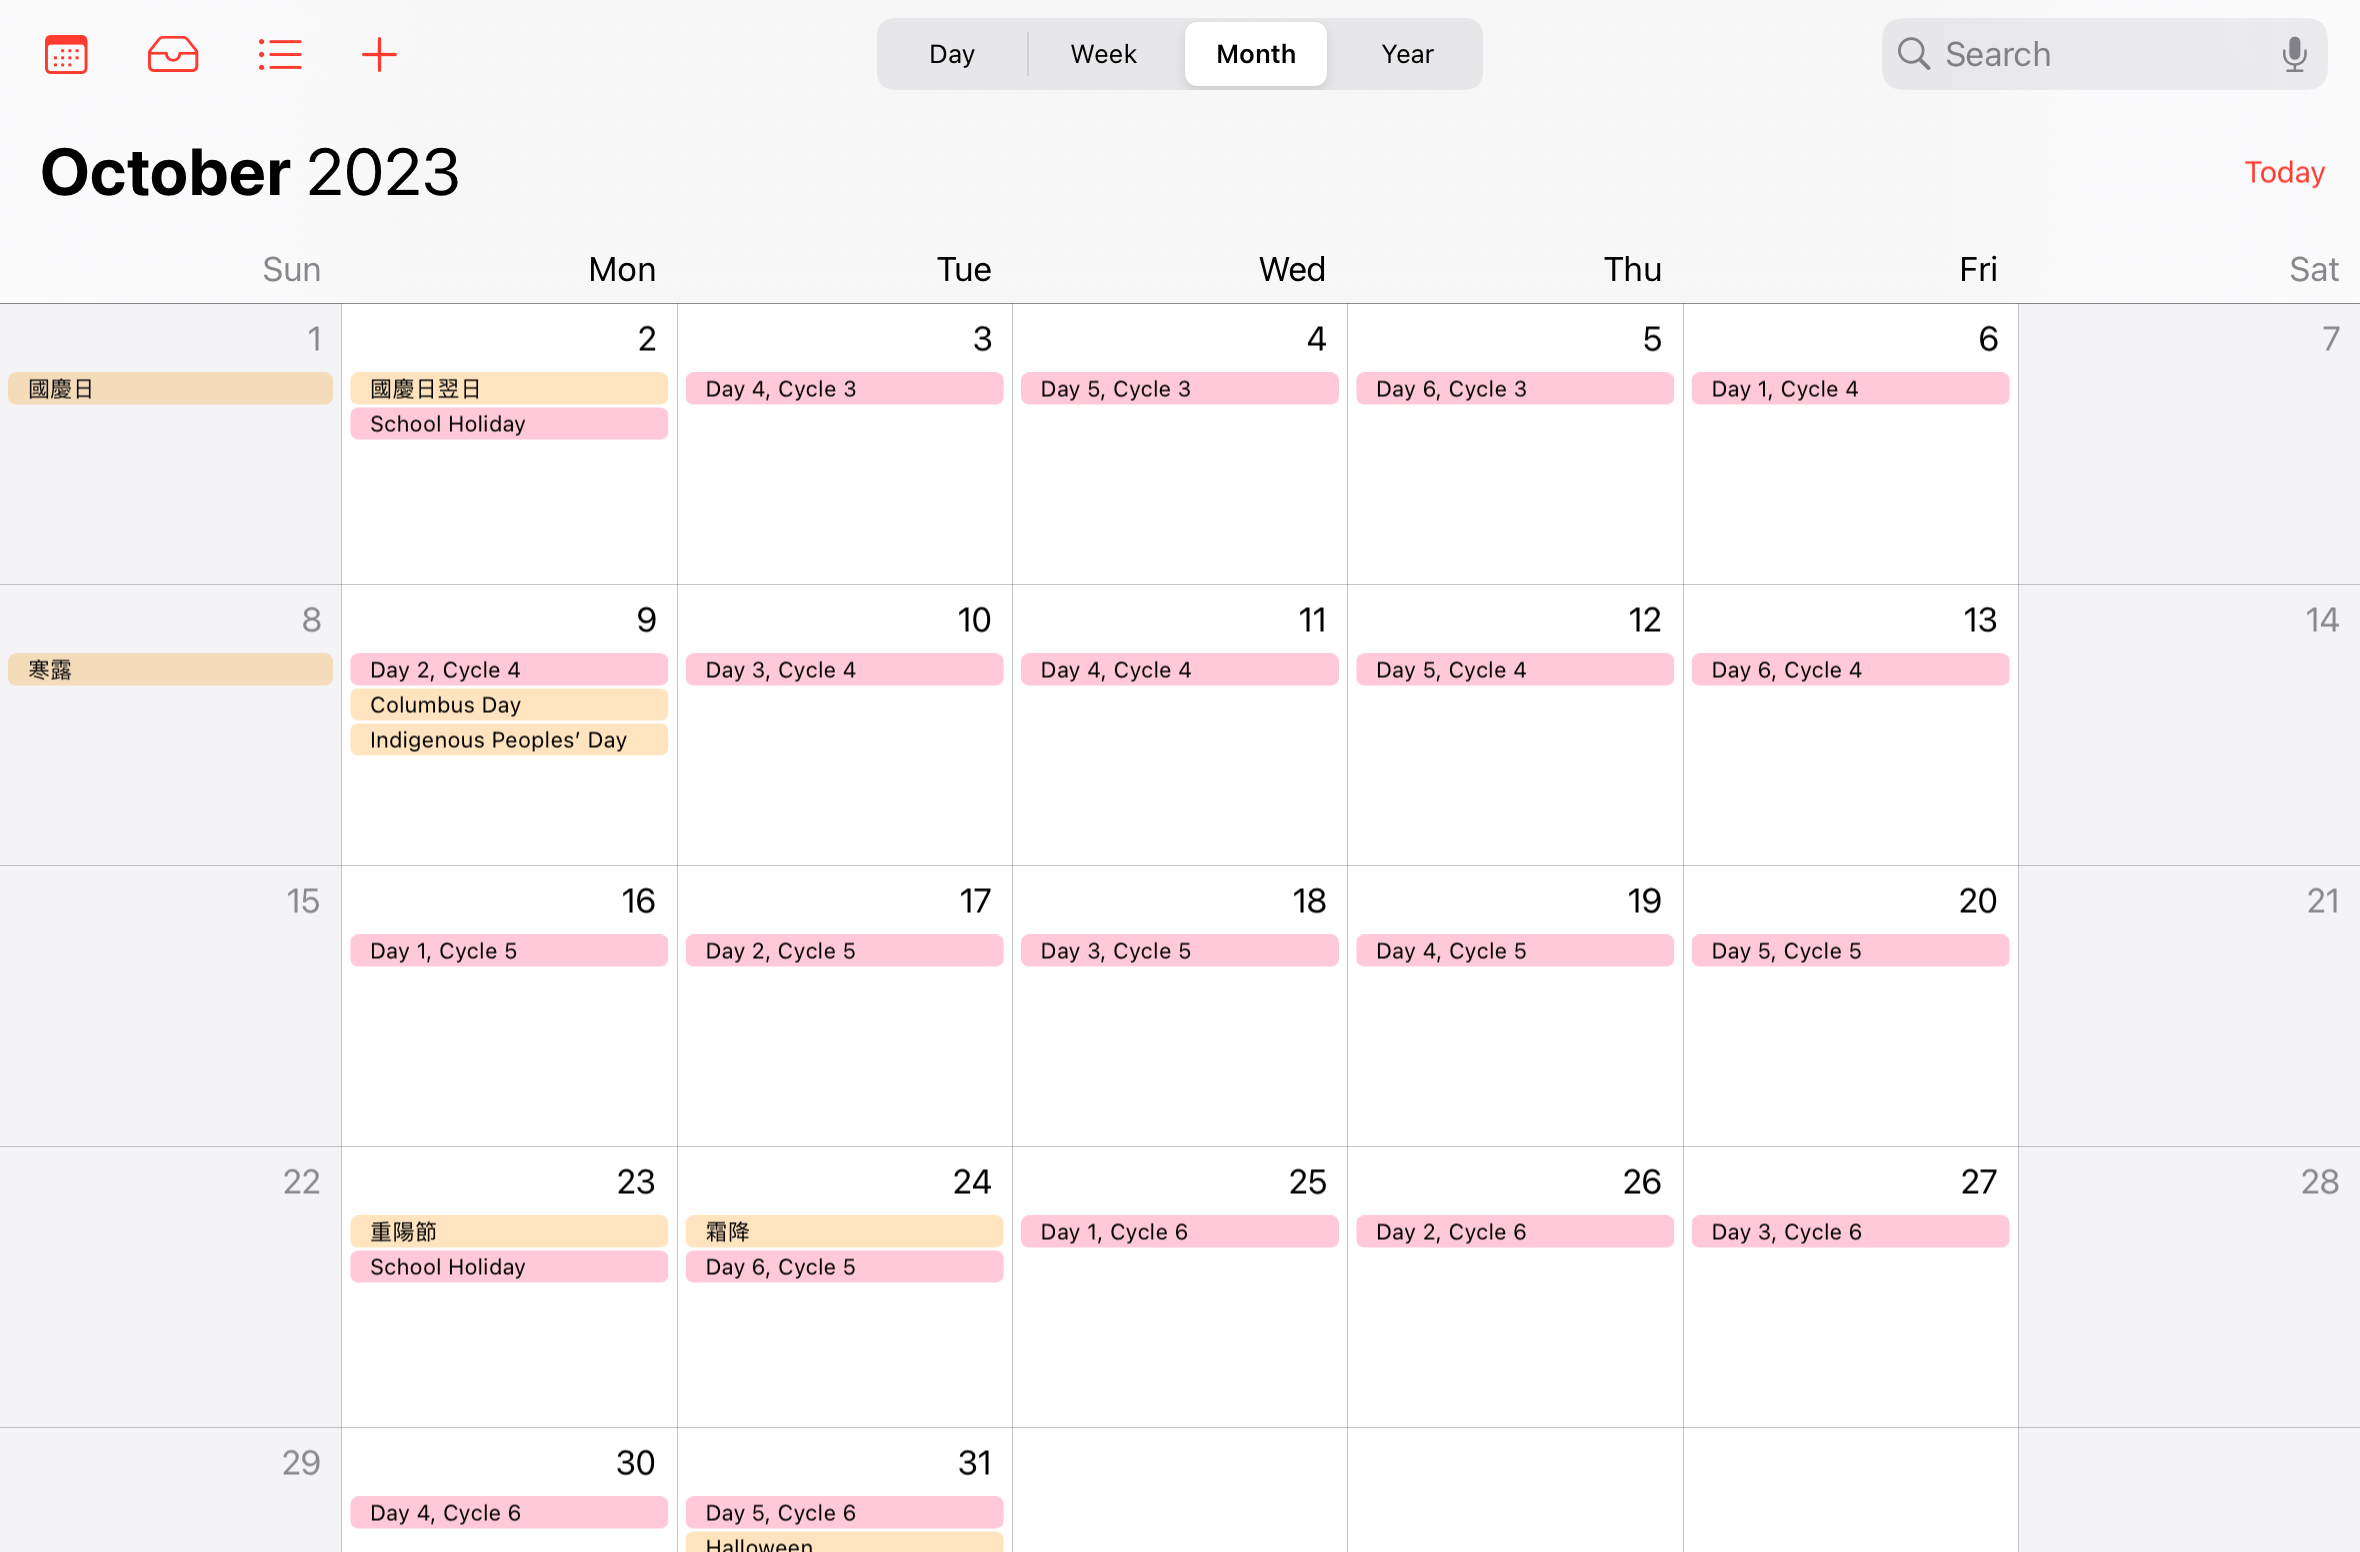 Day Week Month Year
Search
October 2023
Today
Sun Mon Tue Wed Thu Fri Sat
1 2 3 4 5 6 7
國慶日 國慶日翌日 Day 4, Cycle 3 Day 5, Cycle 3 Day 6, Cycle 3 Day 1, Cycle 4
School Holiday
8 9 10 11 12 13 14
寒露 Day 2, Cycle 4 Day 3, Cycle 4 Day 4, Cycle 4 Day 5, Cycle 4 Day 6, Cycle 4
Columbus Day
Indigenous Peoples’ Day
15 16 17 18 19 20 21
Day 1, Cycle 5 Day 2, Cycle 5 Day 3, Cycle 5 Day 4, Cycle 5 Day 5, Cycle 5
22 23 24 25 26 27 28
重陽節 霜降 Day 1, Cycle 6 Day 2, Cycle 6 Day 3, Cycle 6
School Holiday Day 6, Cycle 5
29 30 31
Day 4, Cycle 6 Day 5, Cycle 6
Halloween